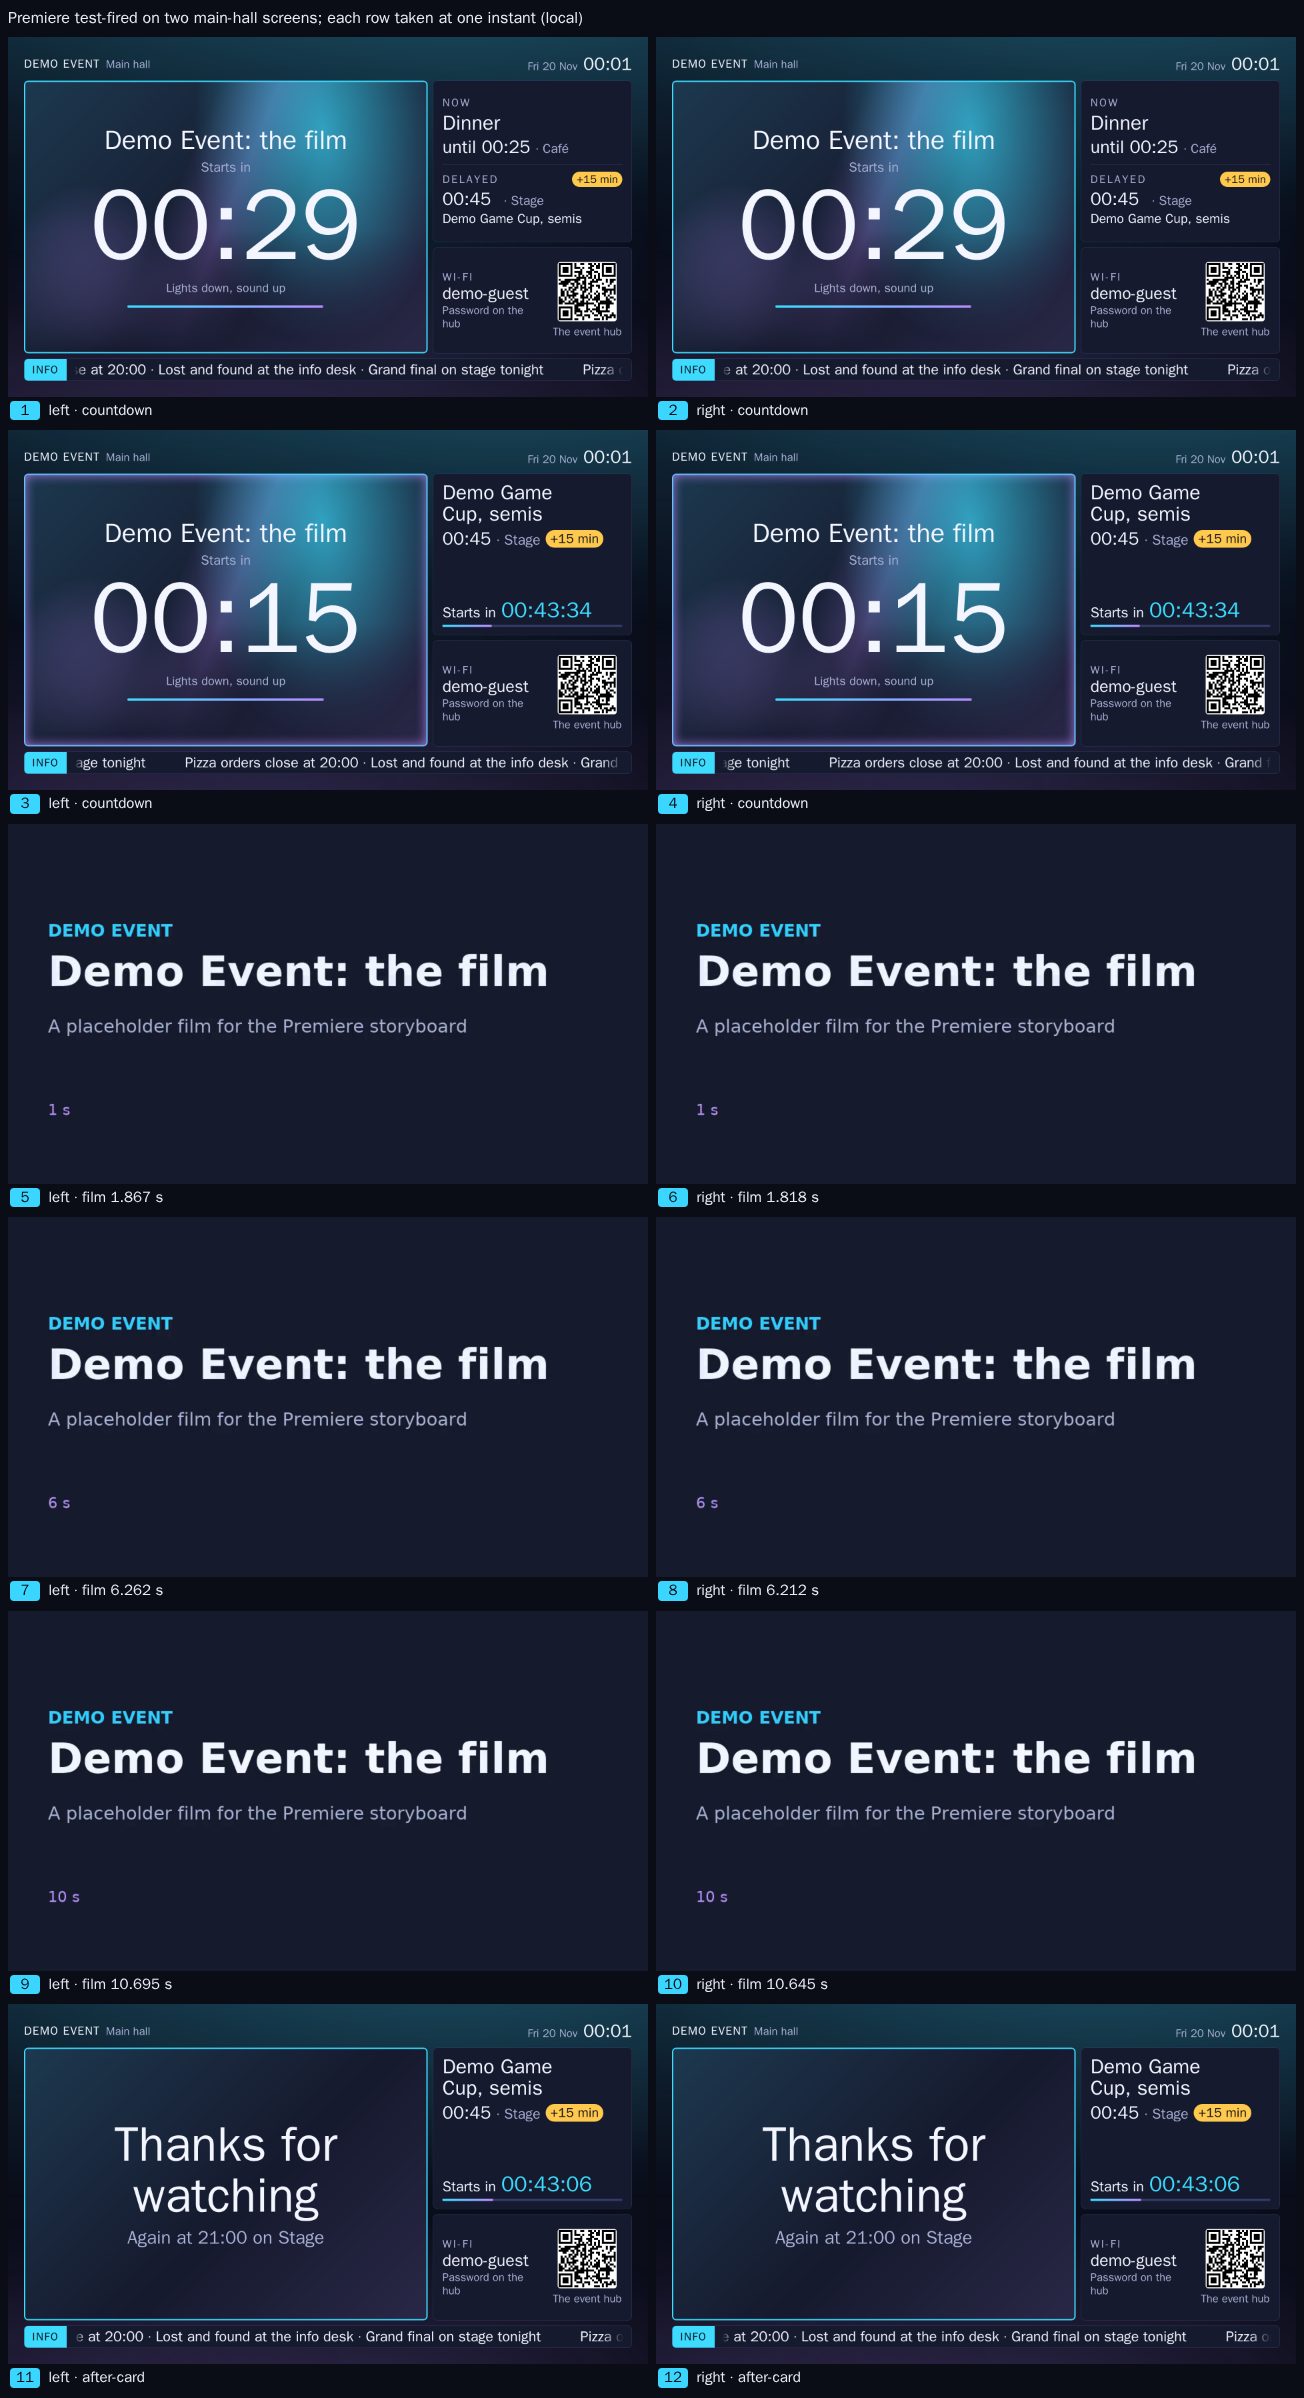 Premiere test-fired on two main-hall screens; each row taken at one instant (local)
DEMO EVENT Main hall
Fri 20 Nov 00:01
Demo Event: the film
Starts in
00:29
Lights down, sound up
NOW
Dinner
until 00:25 · Café
DELAYED
+15 min
00:45 · Stage
Demo Game Cup, semis
WI-FI
demo-guest
Password on the
hub
The event hub
INFO
e at 20:00 · Lost and found at the info desk · Grand final on stage tonight
Pizza
1 left · countdown
DEMO EVENT Main hall
Fri 20 Nov 00:01
Demo Event: the film
Starts in
00:29
Lights down, sound up
NOW
Dinner
until 00:25 · Café
DELAYED
+15 min
00:45 · Stage
Demo Game Cup, semis
WI-FI
demo-guest
Password on the
hub
The event hub
INFO
e at 20:00 · Lost and found at the info desk · Grand final on stage tonight
Pizza
2 right · countdown
DEMO EVENT Main hall
Fri 20 Nov 00:01
Demo Event: the film
Starts in
00:15
Lights down, sound up
Demo Game
Cup, semis
00:45 · Stage +15 min
Starts in 00:43:34
WI-FI
demo-guest
Password on the
hub
The event hub
INFO
age tonight
Pizza orders close at 20:00 · Lost and found at the info desk · Grand
3 left · countdown
DEMO EVENT Main hall
Fri 20 Nov 00:01
Demo Event: the film
Starts in
00:15
Lights down, sound up
Demo Game
Cup, semis
00:45 · Stage +15 min
Starts in 00:43:34
WI-FI
demo-guest
Password on the
hub
The event hub
INFO
ge tonight
Pizza orders close at 20:00 · Lost and found at the info desk · Grand
4 right · countdown
DEMO EVENT
Demo Event: the film
A placeholder film for the Premiere storyboard
1 s
5 left · film 1.867 s
DEMO EVENT
Demo Event: the film
A placeholder film for the Premiere storyboard
1 s
6 right · film 1.818 s
DEMO EVENT
Demo Event: the film
A placeholder film for the Premiere storyboard
6 s
7 left · film 6.262 s
DEMO EVENT
Demo Event: the film
A placeholder film for the Premiere storyboard
6 s
8 right · film 6.212 s
DEMO EVENT
Demo Event: the film
A placeholder film for the Premiere storyboard
10 s
9 left · film 10.695 s
DEMO EVENT
Demo Event: the film
A placeholder film for the Premiere storyboard
10 s
10 right · film 10.645 s
DEMO EVENT Main hall
Fri 20 Nov 00:01
Thanks for
watching
Again at 21:00 on Stage
Demo Game
Cup, semis
00:45 · Stage +15 min
Starts in 00:43:06
WI-FI
demo-guest
Password on the
hub
The event hub
INFO
e at 20:00 · Lost and found at the info desk · Grand final on stage tonight
Pizza
11 left · after-card
DEMO EVENT Main hall
Fri 20 Nov 00:01
Thanks for
watching
Again at 21:00 on Stage
Demo Game
Cup, semis
00:45 · Stage +15 min
Starts in 00:43:06
WI-FI
demo-guest
Password on the
hub
The event hub
INFO
e at 20:00 · Lost and found at the info desk · Grand final on stage tonight
Pizza
12 right · after-card